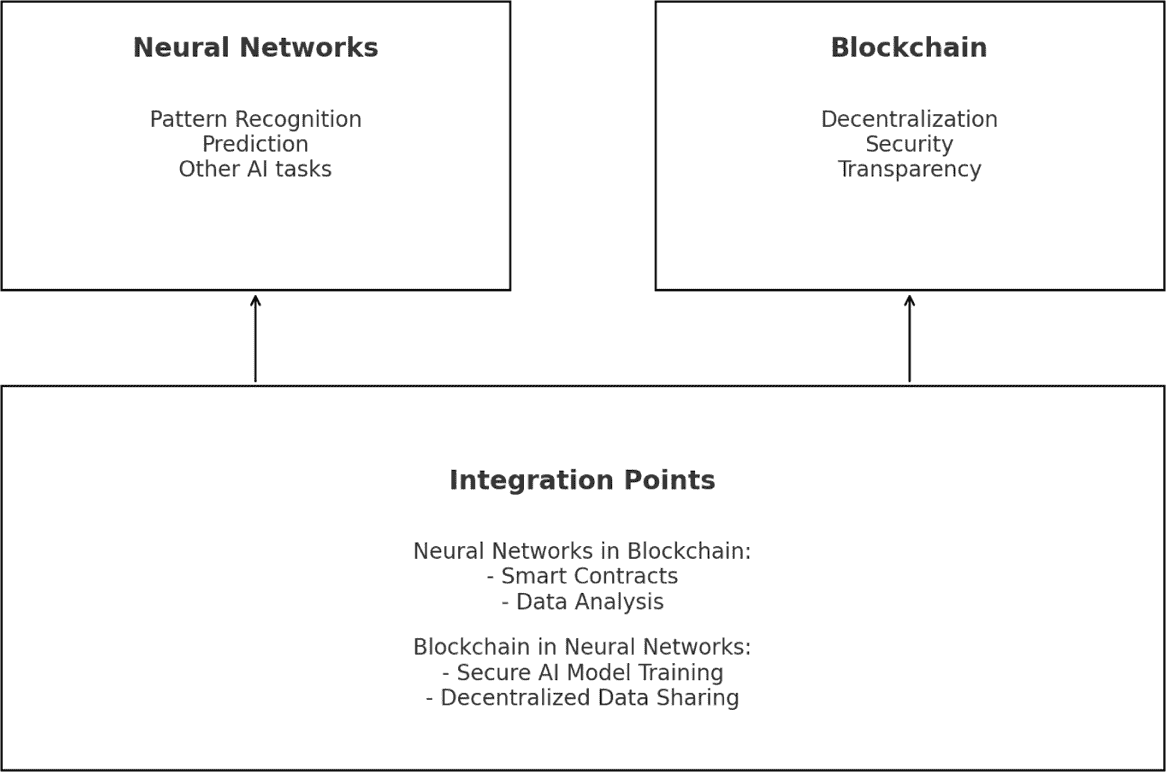 Neural Networks
Pattern Recognition
Prediction
Other AI tasks
Blockchain
Decentralization
Security
Transparency
Integration Points
Neural Networks in Blockchain:
- Smart Contracts
- Data Analysis
Blockchain in Neural Networks:
- Secure AI Model Training
- Decentralized Data Sharing